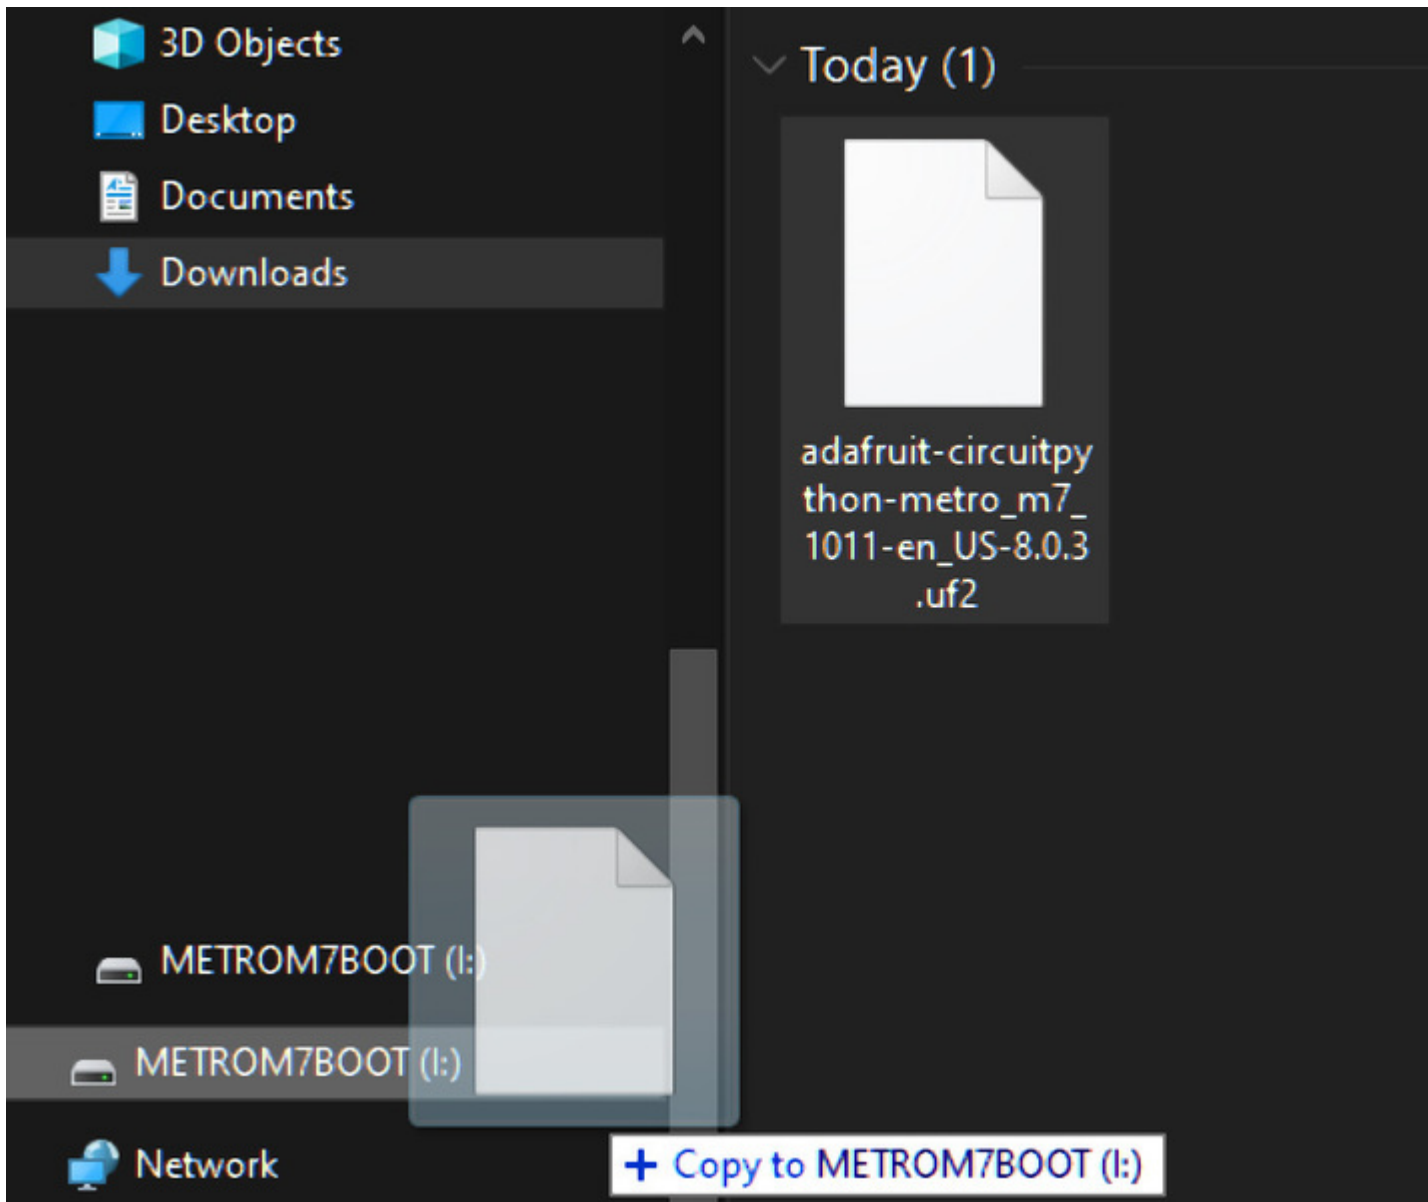 3D Objects
Desktop
Documents
Downloads
METROM7BOOT (I:)
METROM7BOOT (I:)
Network
Today (1)
adafruit-circuitpy
thon-metro_m7_
1011-en_US-8.0.3
.uf2
+ Copy to METROM7BOOT (I:)